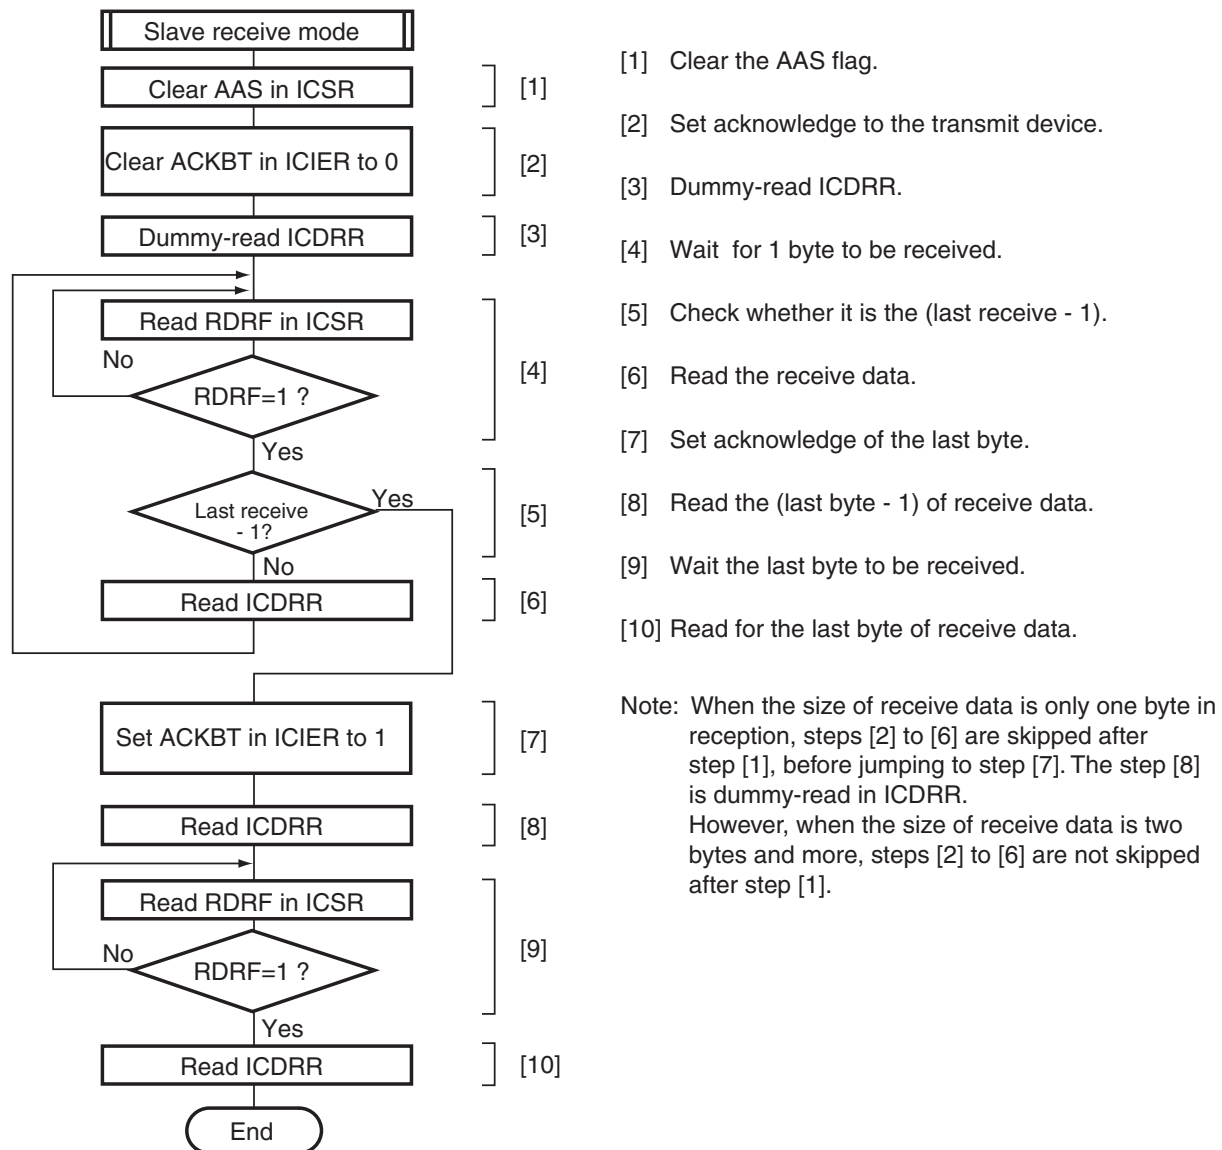 Slave receive mode
Clear AAS in ICSR
[1]
Clear ACKBT in ICIER to 0
[2]
Dummy-read ICDRR
[3]
Read RDRF in ICSR
No
RDRF=1 ?
[4]
Yes
Last receive
- 1?
Yes
[5]
No
Read ICDRR
[6]
Set ACKBT in ICIER to 1
[7]
Read ICDRR
[8]
Read RDRF in ICSR
No
RDRF=1 ?
[9]
Yes
Read ICDRR
[10]
End
[1] Clear the AAS flag.
[2] Set acknowledge to the transmit device.
[3] Dummy-read ICDRR.
[4] Wait for 1 byte to be received.
[5] Check whether it is the (last receive - 1).
[6] Read the receive data.
[7] Set acknowledge of the last byte.
[8] Read the (last byte - 1) of receive data.
[9] Wait the last byte to be received.
[10] Read for the last byte of receive data.
Note: When the size of receive data is only one byte in
reception, steps [2] to [6] are skipped after
step [1], before jumping to step [7]. The step [8]
is dummy-read in ICDRR.
However, when the size of receive data is two
bytes and more, steps [2] to [6] are not skipped
after step [1].